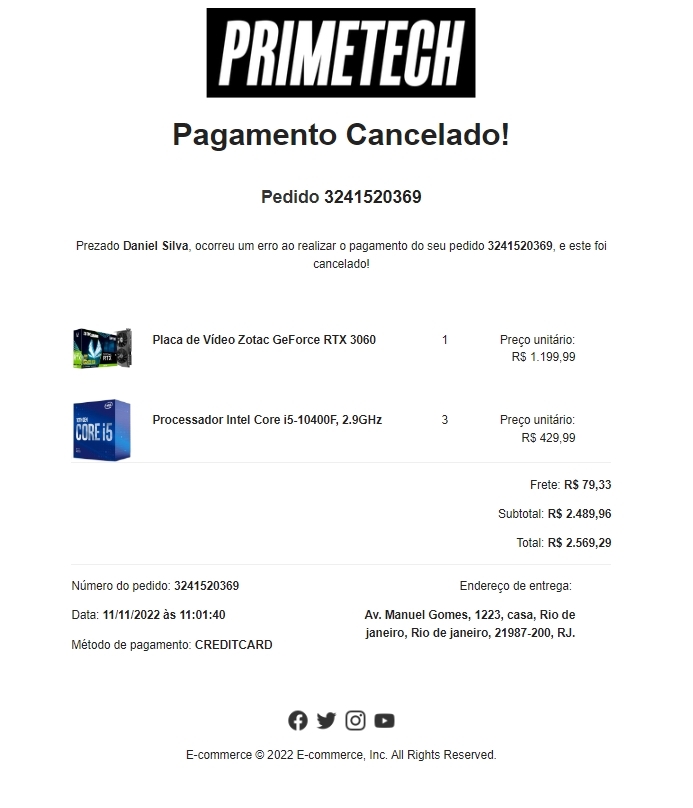 PRIMETECH
Pagamento Cancelado!
Pedido 3241520369
Prezado Daniel Silva, ocorreu um erro ao realizar o pagamento do seu pedido 3241520369, e este foi
cancelado!
Placa de Vídeo Zotac GeForce RTX 3060 1 Preço unitário:
R$ 1.199,99
CORE i5
Processador Intel Core i5-10400F, 2.9GHz 3 Preço unitário:
R$ 429,99
Frete: R$ 79,33
Subtotal: R$ 2.489,96
Total: R$ 2.569,29
Número do pedido: 3241520369
Data: 11/11/2022 às 11:01:40
Método de pagamento: CREDITCARD
Endereço de entrega:
Av. Manuel Gomes, 1223, casa, Rio de
janeiro, Rio de janeiro, 21987-200, RJ.
E-commerce © 2022 E-commerce, Inc. All Rights Reserved.